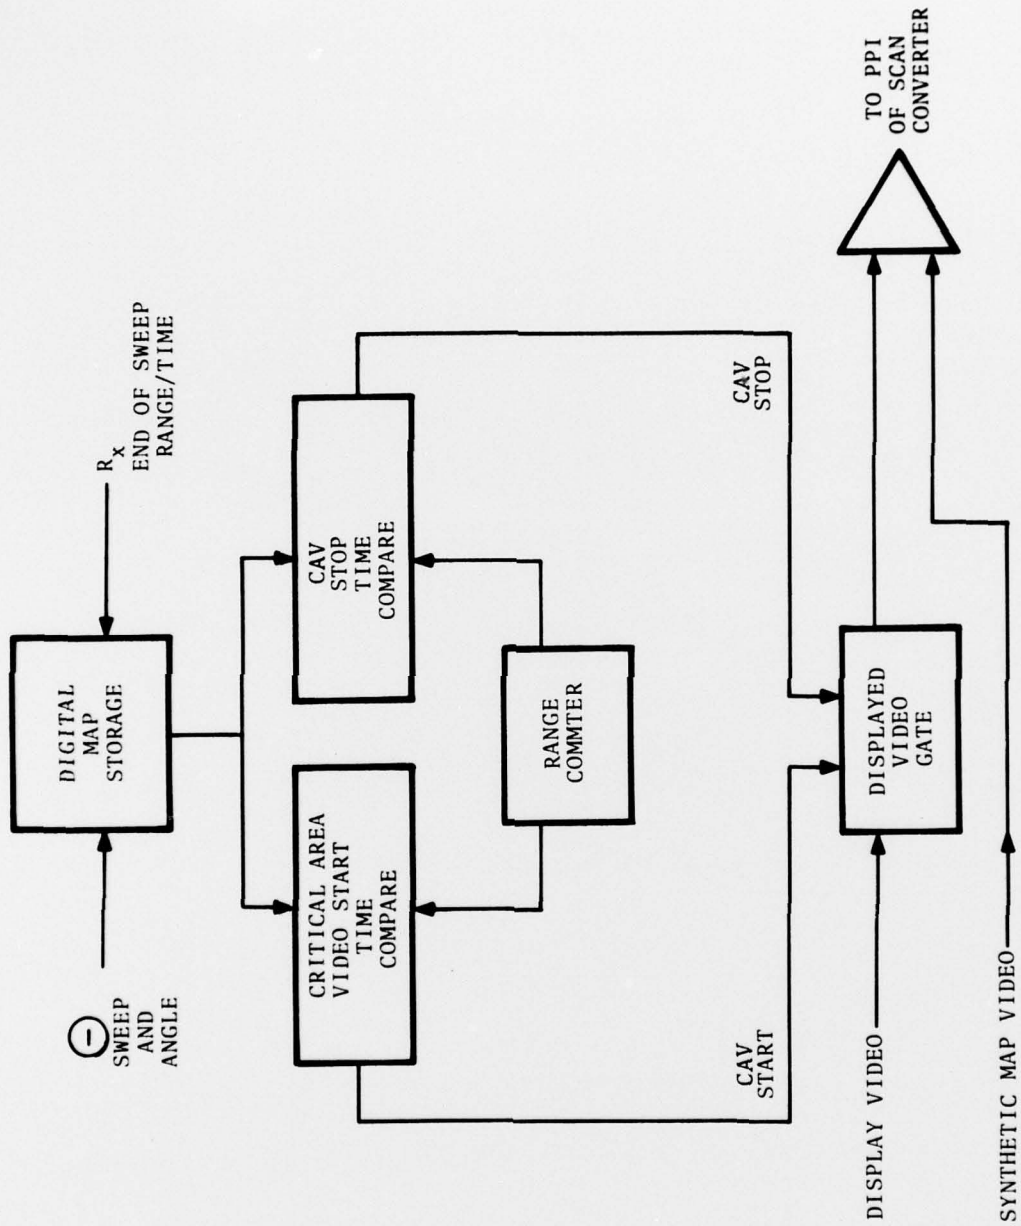 DIGITAL
MAP
STORAGE
Θ
SWEEP
AND
ANGLE
Rx
END OF SWEEP
RANGE/TIME
CRITICAL AREA
VIDEO START
TIME
COMPARE
CAV
STOP
TIME
COMPARE
RANGE
COMMTER
CAV
START
CAV
STOP
DISPLAY VIDEO
DISPLAYED
VIDEO
GATE
SYNTHETIC MAP VIDEO
TO PPI
OF SCAN
CONVERTER